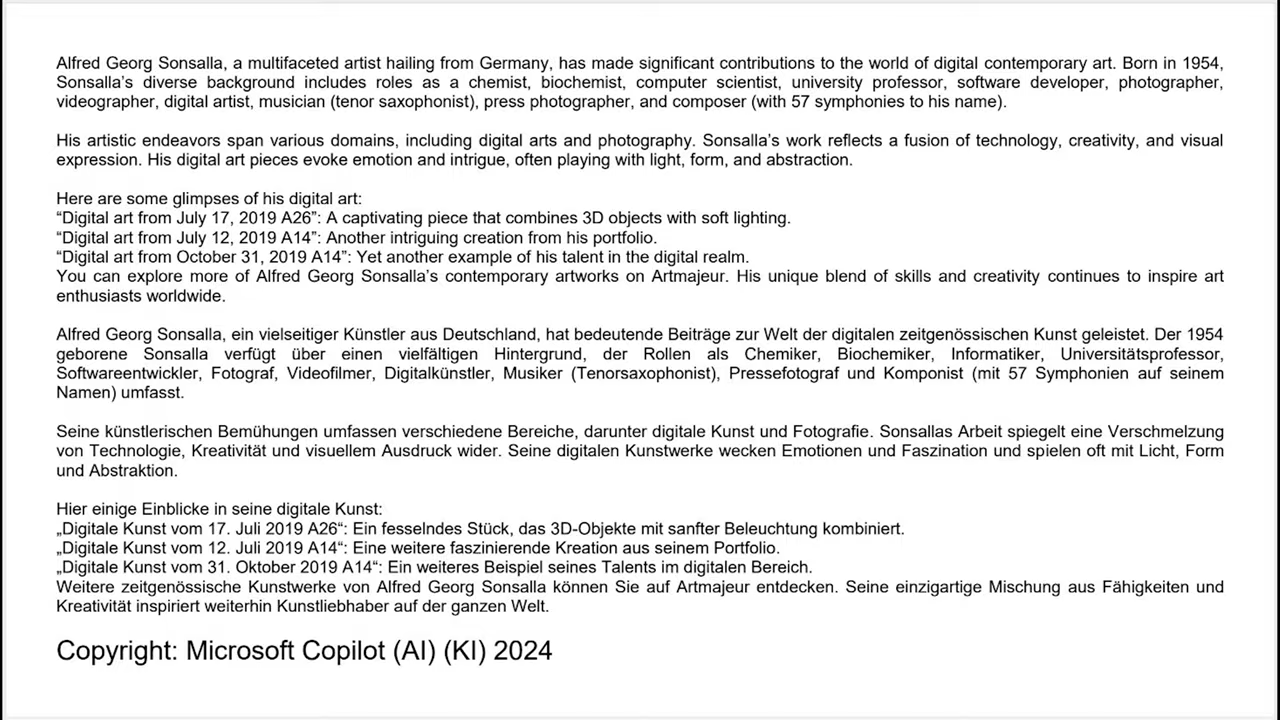 Alfred Georg Sonsalla, a multifaceted artist hailing from Germany, has made significant contributions to the world of digital contemporary art. Born in 1954,
Sonsalla's diverse background includes roles as a chemist, biochemist, computer scientist, university professor, software developer, photographer,
videographer, digital artist, musician (tenor saxophonist), press photographer, and composer (with 57 symphonies to his name).
His artistic endeavors span various domains, including digital arts and photography. Sonsalla's work reflects a fusion of technology, creativity, and visual
expression. His digital art pieces evoke emotion and intrigue, often playing with light, form, and abstraction.
Here are some glimpses of his digital art:
“Digital art from July 17, 2019 A26”: A captivating piece that combines 3D objects with soft lighting.
“Digital art from July 12, 2019 A14”: Another intriguing creation from his portfolio.
“Digital art from October 31, 2019 A14”: Yet another example of his talent in the digital realm.
You can explore more of Alfred Georg Sonsalla's contemporary artworks on Artmajeur. His unique blend of skills and creativity continues to inspire art
enthusiasts worldwide.
Alfred Georg Sonsalla, ein vielseitiger Künstler aus Deutschland, hat bedeutende Beiträge zur Welt der digitalen zeitgenössischen Kunst geleistet. Der 1954
geborene Sonsalla verfügt über einen vielfältigen Hintergrund, der Rollen als Chemiker, Biochemiker, Informatiker, Universitätsprofessor,
Softwareentwickler, Fotograf, Videofilmer, Digitalkünstler, Musiker (Tenorsaxophonist), Pressefotograf und Komponist (mit 57 Symphonien auf seinem
Namen) umfasst.
Seine künstlerischen Bemühungen umfassen verschiedene Bereiche, darunter digitale Kunst und Fotografie. Sonsallas Arbeit spiegelt eine Verschmelzung
von Technologie, Kreativität und visuellem Ausdruck wider. Seine digitalen Kunstwerke wecken Emotionen und Faszination und spielen oft mit Licht, Form
und Abstraktion.
Hier einige Einblicke in seine digitale Kunst:
„Digitale Kunst vom 17. Juli 2019 A26“: Ein fesselndes Stück, das 3D-Objekte mit sanfter Beleuchtung kombiniert.
„Digitale Kunst vom 12. Juli 2019 A14“: Eine weitere faszinierende Kreation aus seinem Portfolio.
„Digitale Kunst vom 31. Oktober 2019 A14“: Ein weiteres Beispiel seines Talents im digitalen Bereich.
Weitere zeitgenössische Kunstwerke von Alfred Georg Sonsalla können Sie auf Artmajeur entdecken. Seine einzigartige Mischung aus Fähigkeiten und
Kreativität inspiriert weiterhin Kunstliebhaber auf der ganzen Welt.
Copyright: Microsoft Copilot (AI) (KI) 2024